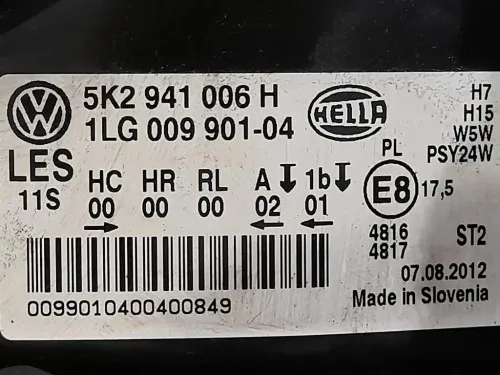 VW 5K2 941 006 H HELLA H7
1LG 009 901-04 H15
W5W
LES PL PSY24W
11S HC HR RL A 1b E8 17,5
00 00 00 02 01
4816 ST2
4817
07.08.2012
0099010400400849 Made in Slovenia